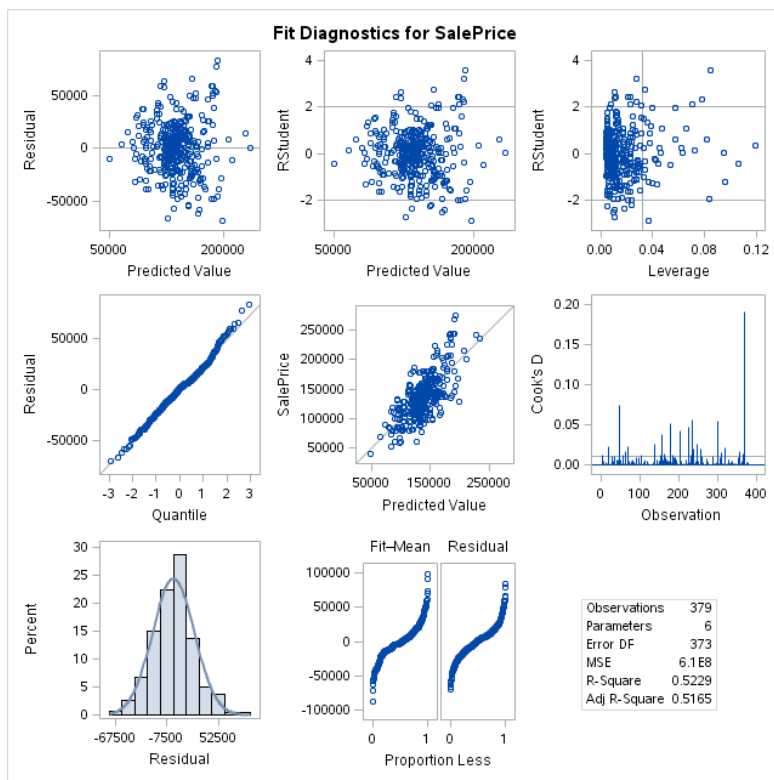 Fit Diagnostics for SalePrice
Residual
50000
0
-50000
50000 200000
Predicted Value
RStudent
4
2
0
-2
50000 200000
Predicted Value
RStudent
4
2
0
-2
0.00 0.04 0.08 0.12
Leverage
Residual
50000
0
-50000
-3 -2 -1 0 1 2 3
Quantile
SalePrice
250000
200000
150000
100000
50000
50000 150000 250000
Predicted Value
Cook's D
0.20
0.15
0.10
0.05
0.00
0 100 200 300 400
Observation
Percent
30
25
20
15
10
5
0
-67500 -7500 52500
Residual
Fit–Mean Residual
100000
50000
0
-50000
-100000
0 1 0 1
Proportion Less
Observations 379
Parameters 6
Error DF 373
MSE 6.1E8
R-Square 0.5229
Adj R-Square 0.5165